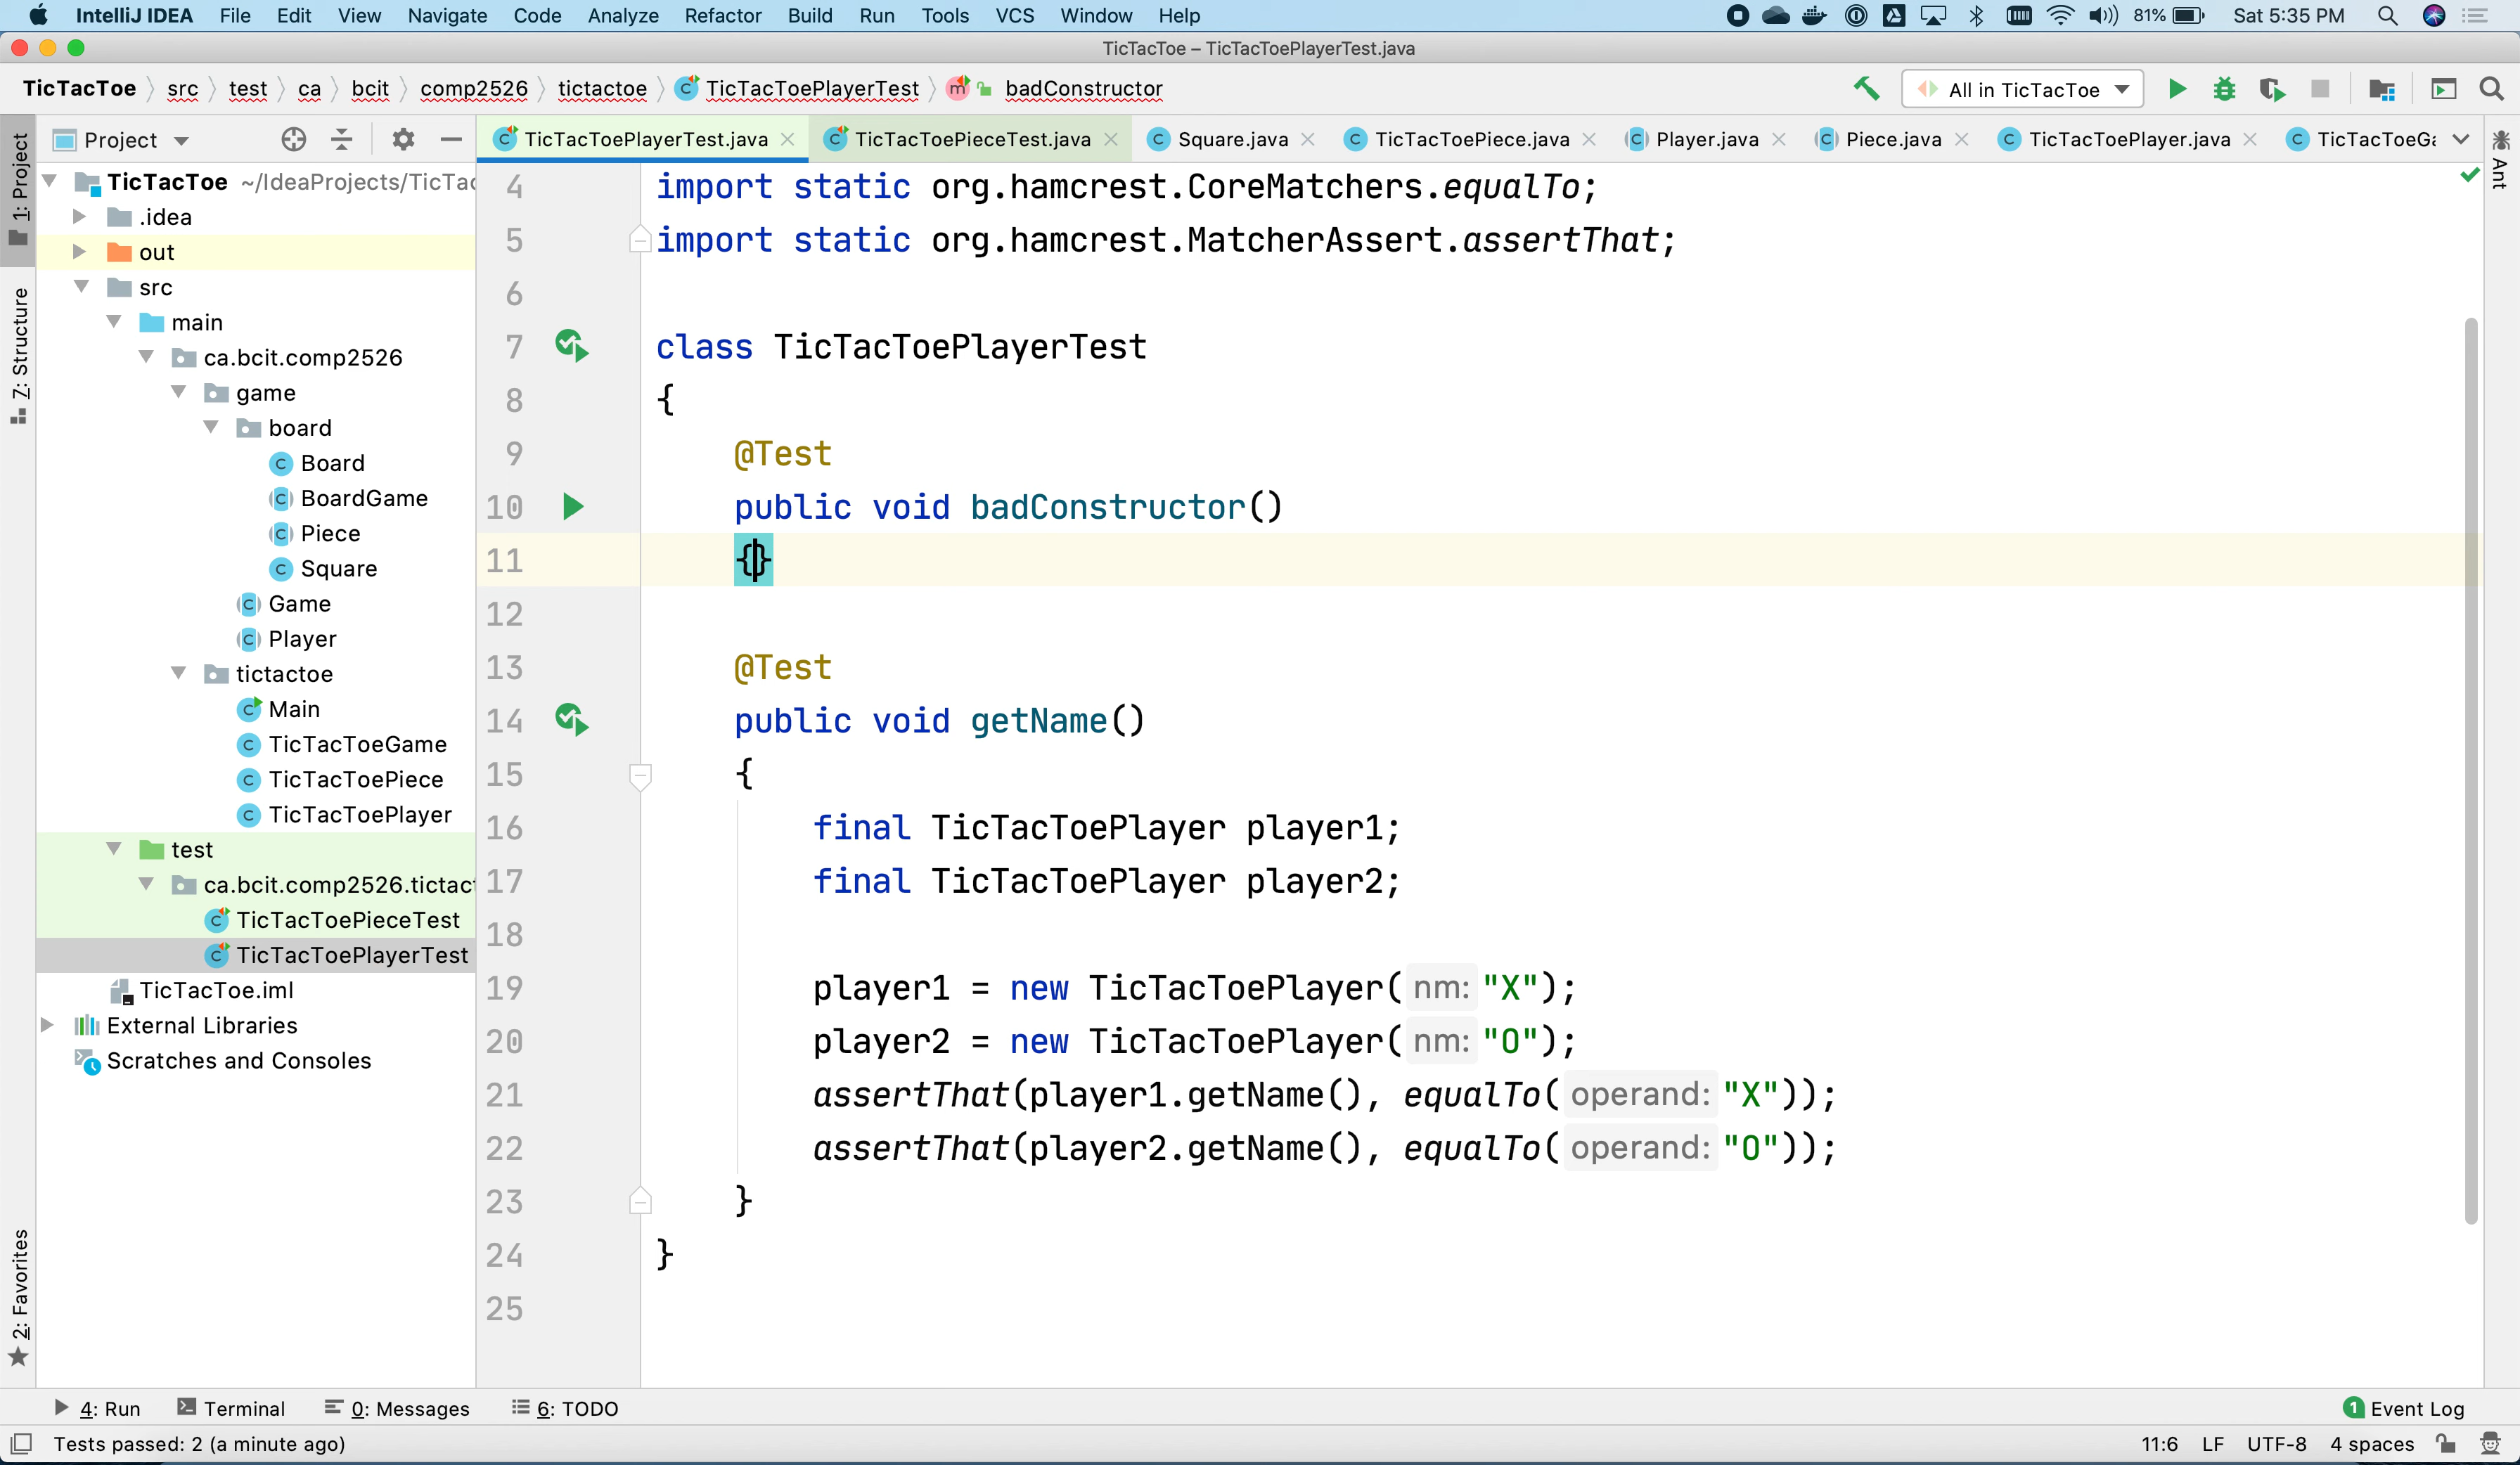 IntelliJ IDEA File Edit View Navigate Code Analyze Refactor Build Run Tools VCS Window Help 81% Sat 5:35 PM
TicTacToe – TicTacToePlayerTest.java
TicTacToe src test ca bcit comp2526 tictactoe TicTacToePlayerTest badConstructor All in TicTacToe
Project
TicTacToePlayerTest.java TicTacToePieceTest.java Square.java TicTacToePiece.java Player.java Piece.java TicTacToePlayer.java TicTacToeG
1: Project
7: Structure
2: Favorites
Ant
TicTacToe ~/IdeaProjects/TicTac
.idea
out
src
main
ca.bcit.comp2526
game
board
Board
BoardGame
Piece
Square
Game
Player
tictactoe
Main
TicTacToeGame
TicTacToePiece
TicTacToePlayer
test
ca.bcit.comp2526.tictact
TicTacToePieceTest
TicTacToePlayerTest
TicTacToe.iml
External Libraries
Scratches and Consoles
4 import static org.hamcrest.CoreMatchers.equalTo;
5 import static org.hamcrest.MatcherAssert.assertThat;
6
7 class TicTacToePlayerTest
8 {
9 @Test
10 public void badConstructor()
11 {}
12
13 @Test
14 public void getName()
15 {
16 final TicTacToePlayer player1;
17 final TicTacToePlayer player2;
18
19 player1 = new TicTacToePlayer( nm: "X");
20 player2 = new TicTacToePlayer( nm: "O");
21 assertThat(player1.getName(), equalTo( operand: "X"));
22 assertThat(player2.getName(), equalTo( operand: "O"));
23 }
24 }
25
4: Run Terminal 0: Messages 6: TODO 1 Event Log
Tests passed: 2 (a minute ago) 11:6 LF UTF-8 4 spaces